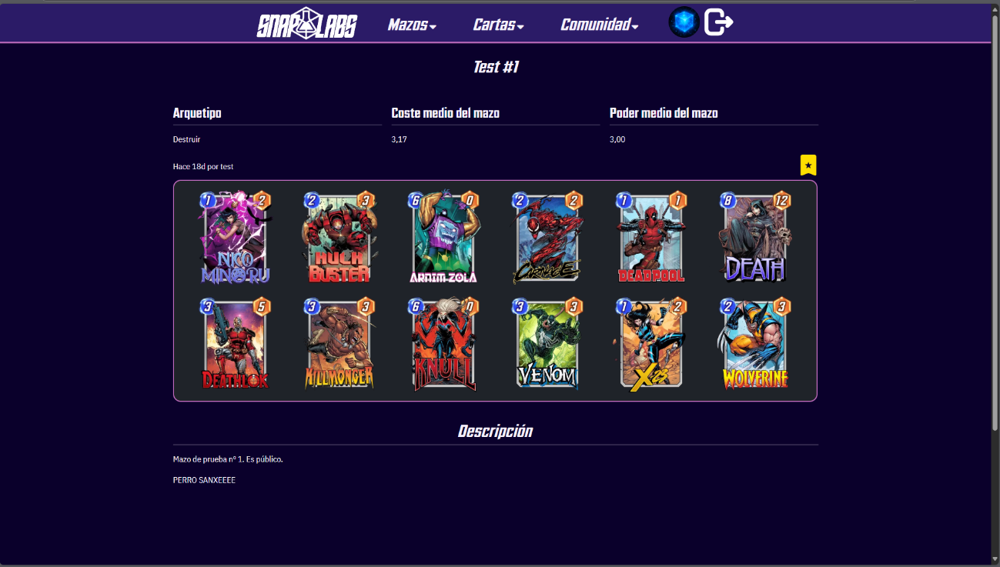 SNAP LABS
Mazos
Cartas
Comunidad
Test #1
Arquetipo
Coste medio del mazo
Poder medio del mazo
Destruir
3,17
3,00
Hace 18d por test
1 2
2 3
6 0
2 2
1 1
8 12
NICO MINORU
HULK BUSTER
ARNIM ZOLA
CARNAGE
DEADPOOL
DEATH
3 5
3 3
6 0
3 3
1 2
2 3
DEATHLOK
KILLMONGER
KNULL
VENOM
X23
WOLVERINE
Descripción
Mazo de prueba nº 1. Es público.
PERRO SANXEEEE